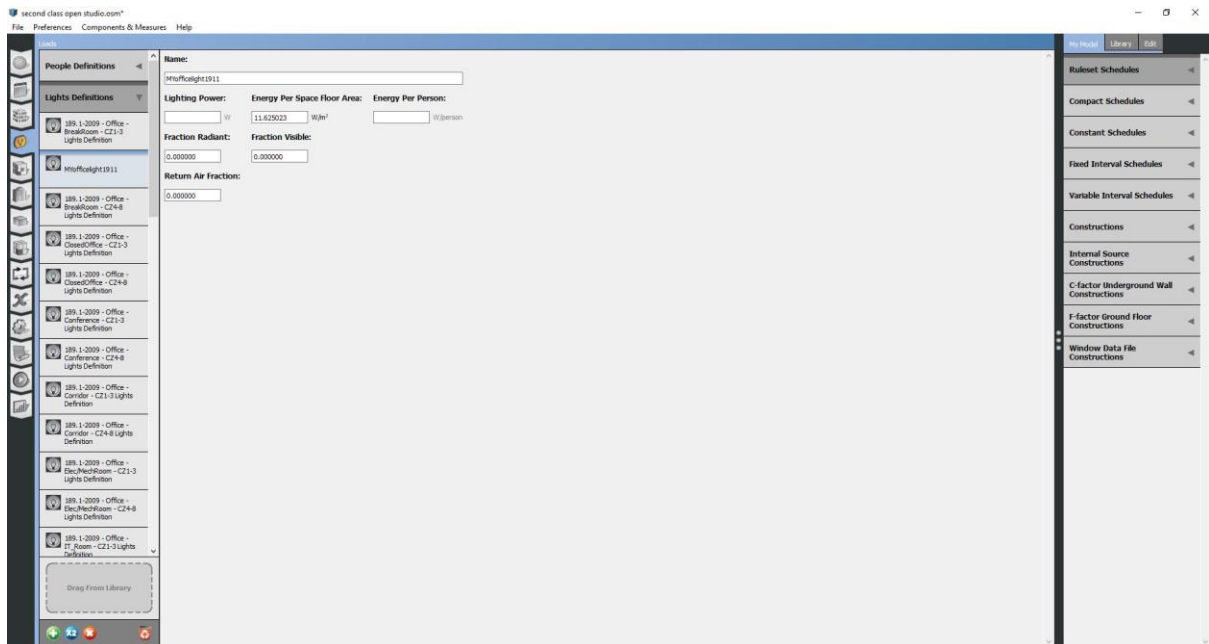 second class open studio.osm*
File Preferences Components & Measures Help
Loads
My Model Library Edit
People Definitions
Lights Definitions
189.1-2009 - Office -
BreakRoom - CZ1-3
Lights Definition
MYofficelight1911
189.1-2009 - Office -
BreakRoom - CZ4-8
Lights Definition
189.1-2009 - Office -
ClosedOffice - CZ1-3
Lights Definition
189.1-2009 - Office -
ClosedOffice - CZ4-8
Lights Definition
189.1-2009 - Office -
Conference - CZ1-3
Lights Definition
189.1-2009 - Office -
Conference - CZ4-8
Lights Definition
189.1-2009 - Office -
Corridor - CZ1-3 Lights
Definition
189.1-2009 - Office -
Corridor - CZ4-8 Lights
Definition
189.1-2009 - Office -
Elec/MechRoom - CZ1-3
Lights Definition
189.1-2009 - Office -
Elec/MechRoom - CZ4-8
Lights Definition
189.1-2009 - Office -
IT_Room - CZ1-3 Lights
Definition
Drag From Library
x2
Name:
MYofficelight1911
Lighting Power: Energy Per Space Floor Area: Energy Per Person:
W 11.625023 W/m² W/person
Fraction Radiant: Fraction Visible:
0.000000 0.000000
Return Air Fraction:
0.000000
Ruleset Schedules
Compact Schedules
Constant Schedules
Fixed Interval Schedules
Variable Interval Schedules
Constructions
Internal Source
Constructions
C-factor Underground Wall
Constructions
F-factor Ground Floor
Constructions
Window Data File
Constructions